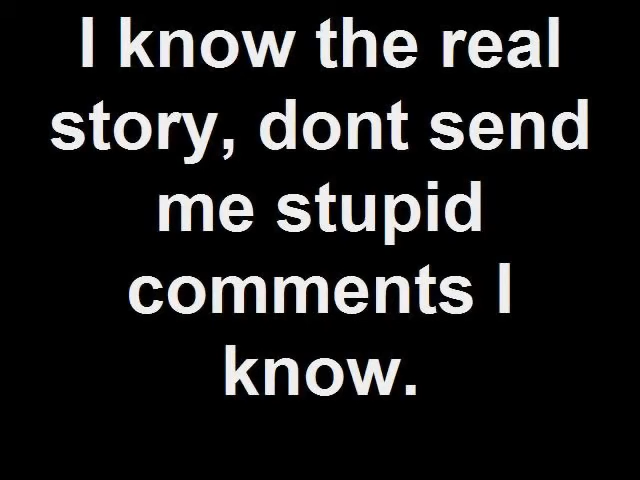 I know the real
story, dont send
me stupid
comments I
know.